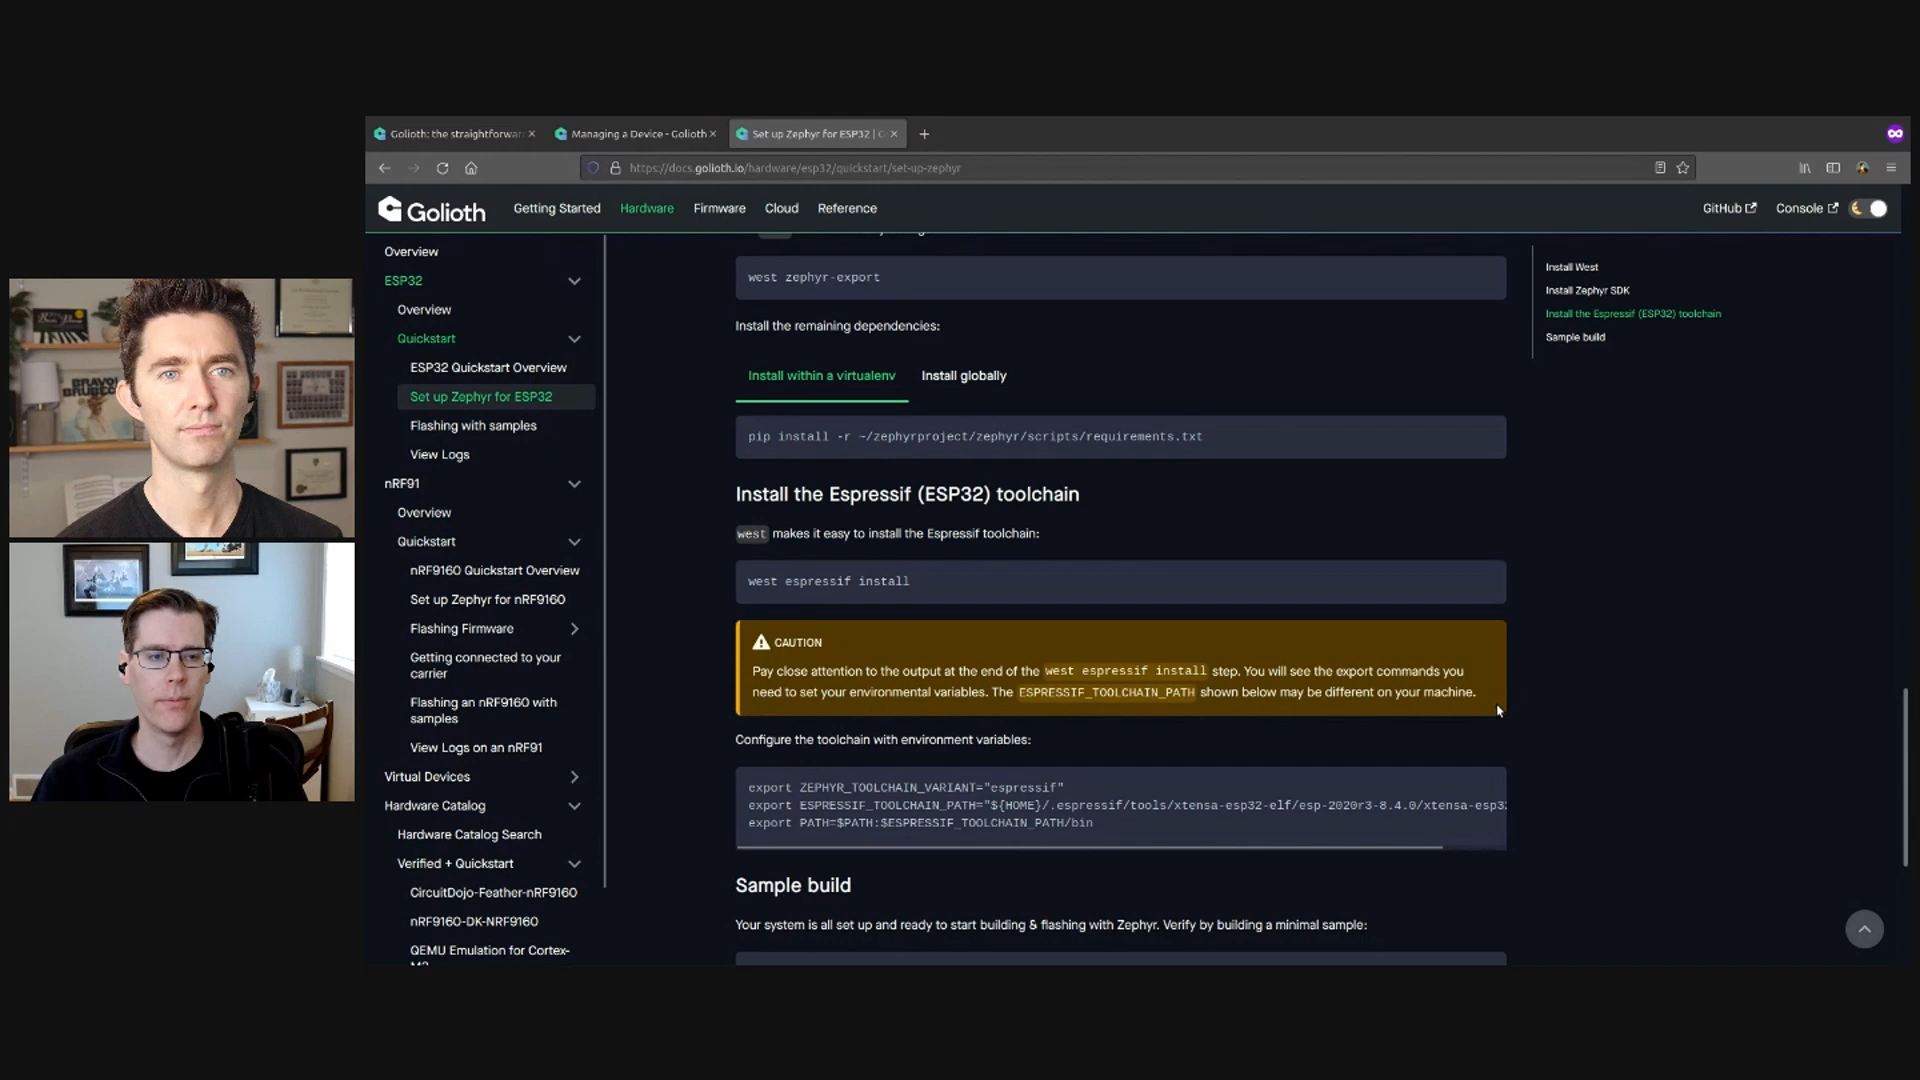 Golioth: the straightforwar
Managing a Device - Golioth
Set up Zephyr for ESP32 |
https://docs.golioth.io/hardware/esp32/quickstart/set-up-zephyr
Golioth
Getting Started
Hardware
Firmware
Cloud
Reference
GitHub
Console
Overview
ESP32
Overview
Quickstart
ESP32 Quickstart Overview
Set up Zephyr for ESP32
Flashing with samples
View Logs
nRF91
Overview
Quickstart
nRF9160 Quickstart Overview
Set up Zephyr for nRF9160
Flashing Firmware
Getting connected to your
carrier
Flashing an nRF9160 with
samples
View Logs on an nRF91
Virtual Devices
Hardware Catalog
Hardware Catalog Search
Verified + Quickstart
CircuitDojo-Feather-nRF9160
nRF9160-DK-NRF9160
QEMU Emulation for Cortex-
west zephyr-export
Install the remaining dependencies:
Install within a virtualenv
Install globally
pip install -r ~/zephyrproject/zephyr/scripts/requirements.txt
Install the Espressif (ESP32) toolchain
west makes it easy to install the Espressif toolchain:
west espressif install
CAUTION
Pay close attention to the output at the end of the west espressif install step. You will see the export commands you
need to set your environmental variables. The ESPRESSIF_TOOLCHAIN_PATH shown below may be different on your machine.
Configure the toolchain with environment variables:
export ZEPHYR_TOOLCHAIN_VARIANT="espressif"
export ESPRESSIF_TOOLCHAIN_PATH="${HOME}/.espressif/tools/xtensa-esp32-elf/esp-2020r3-8.4.0/xtensa-esp32
export PATH=$PATH:$ESPRESSIF_TOOLCHAIN_PATH/bin
Sample build
Your system is all set up and ready to start building & flashing with Zephyr. Verify by building a minimal sample:
Install West
Install Zephyr SDK
Install the Espressif (ESP32) toolchain
Sample build